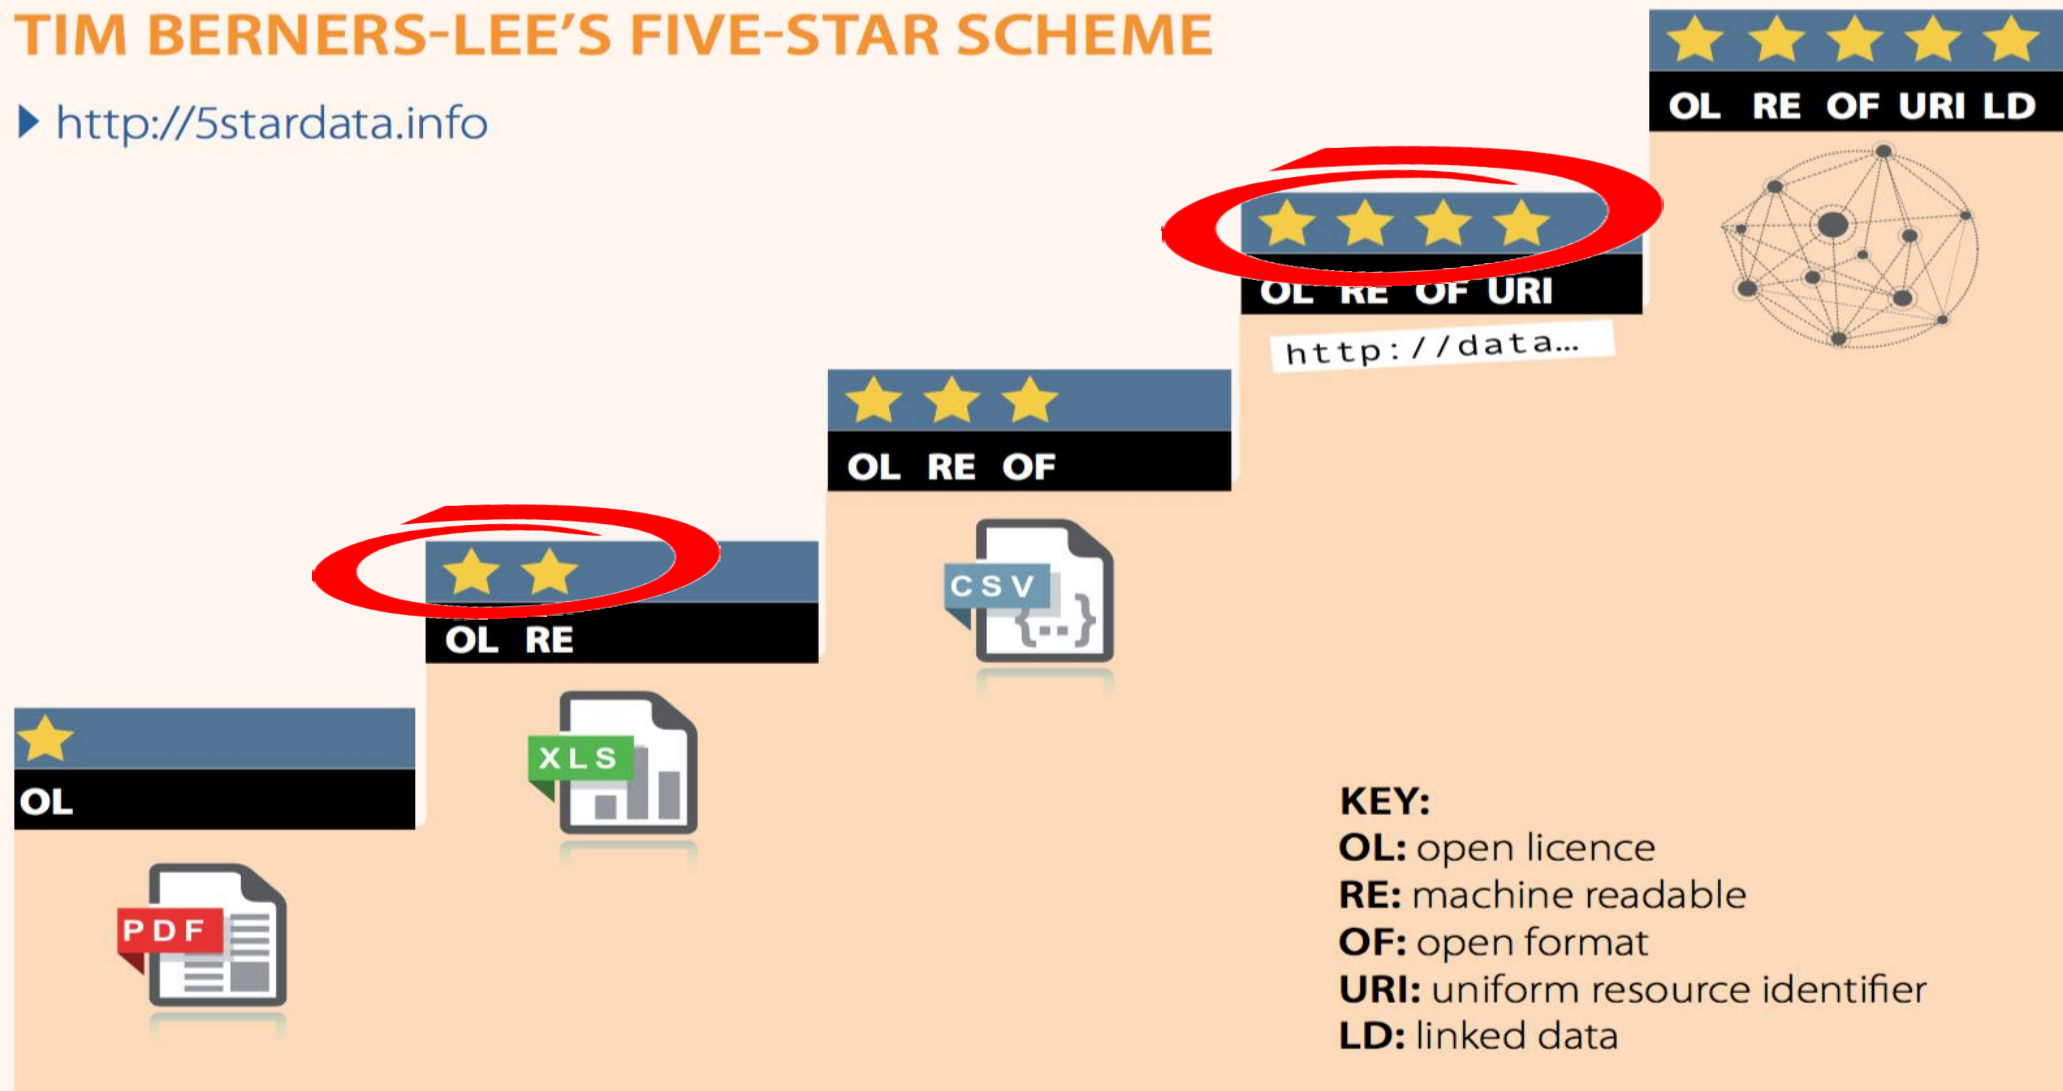 TIM BERNERS-LEE'S FIVE-STAR SCHEME
http://5stardata.info
OL RE OF URI LD
OL RE OF URI
http://data...
OL RE OF
CSV
{..}
OL RE
XLS
OL
PDF
KEY:
OL: open licence
RE: machine readable
OF: open format
URI: uniform resource identifier
LD: linked data